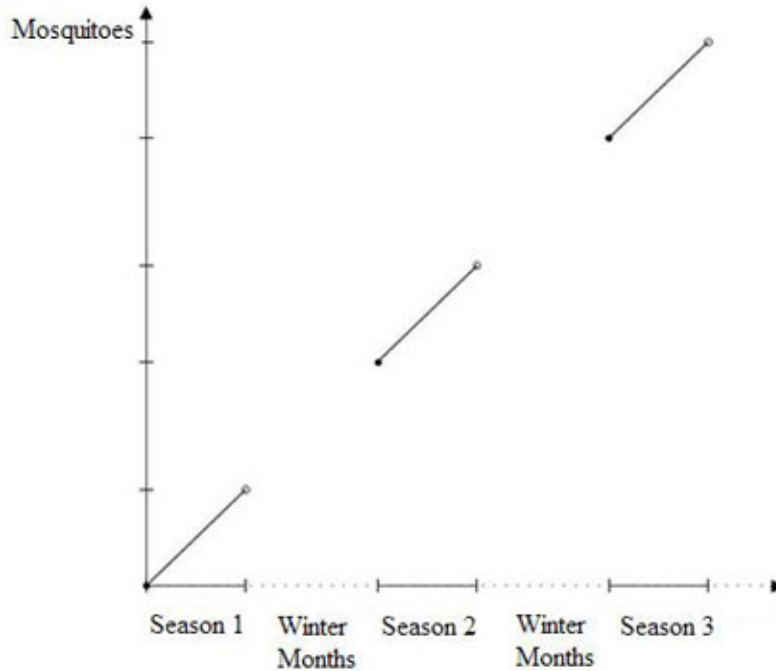 Mosquitoes
Season 1
Winter
Months
Season 2
Winter
Months
Season 3